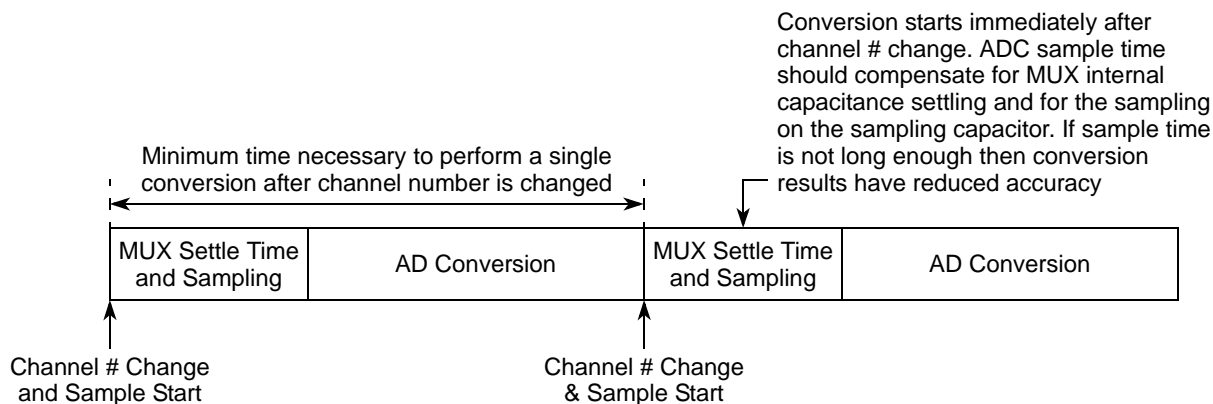 Conversion starts immediately after
channel # change. ADC sample time
should compensate for MUX internal
capacitance settling and for the sampling
on the sampling capacitor. If sample time
is not long enough then conversion
results have reduced accuracy
Minimum time necessary to perform a single
conversion after channel number is changed
MUX Settle Time
and Sampling
AD Conversion
MUX Settle Time
and Sampling
AD Conversion
Channel # Change
and Sample Start
Channel # Change
& Sample Start